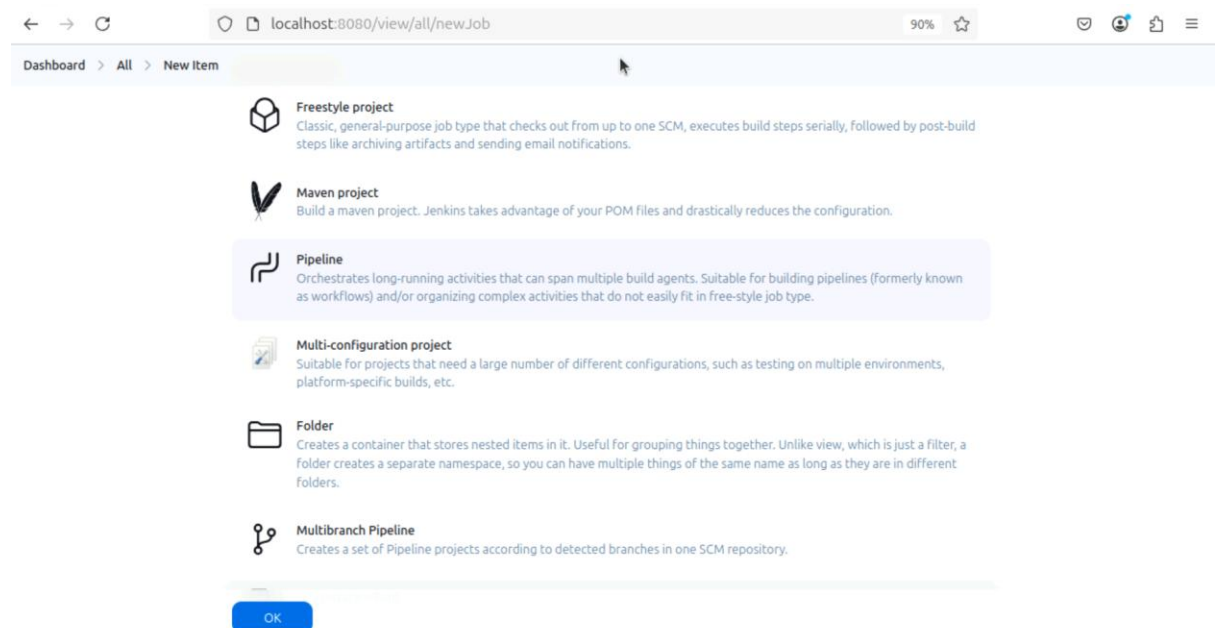 localhost:8080/view/all/newJob
90%
Dashboard > All > New Item
Freestyle project
Classic, general-purpose job type that checks out from up to one SCM, executes build steps serially, followed by post-build
steps like archiving artifacts and sending email notifications.
Maven project
Build a maven project. Jenkins takes advantage of your POM files and drastically reduces the configuration.
Pipeline
Orchestrates long-running activities that can span multiple build agents. Suitable for building pipelines (formerly known
as workflows) and/or organizing complex activities that do not easily fit in free-style job type.
Multi-configuration project
Suitable for projects that need a large number of different configurations, such as testing on multiple environments,
platform-specific builds, etc.
Folder
Creates a container that stores nested items in it. Useful for grouping things together. Unlike view, which is just a filter, a
folder creates a separate namespace, so you can have multiple things of the same name as long as they are in different
folders.
Multibranch Pipeline
Creates a set of Pipeline projects according to detected branches in one SCM repository.
OK